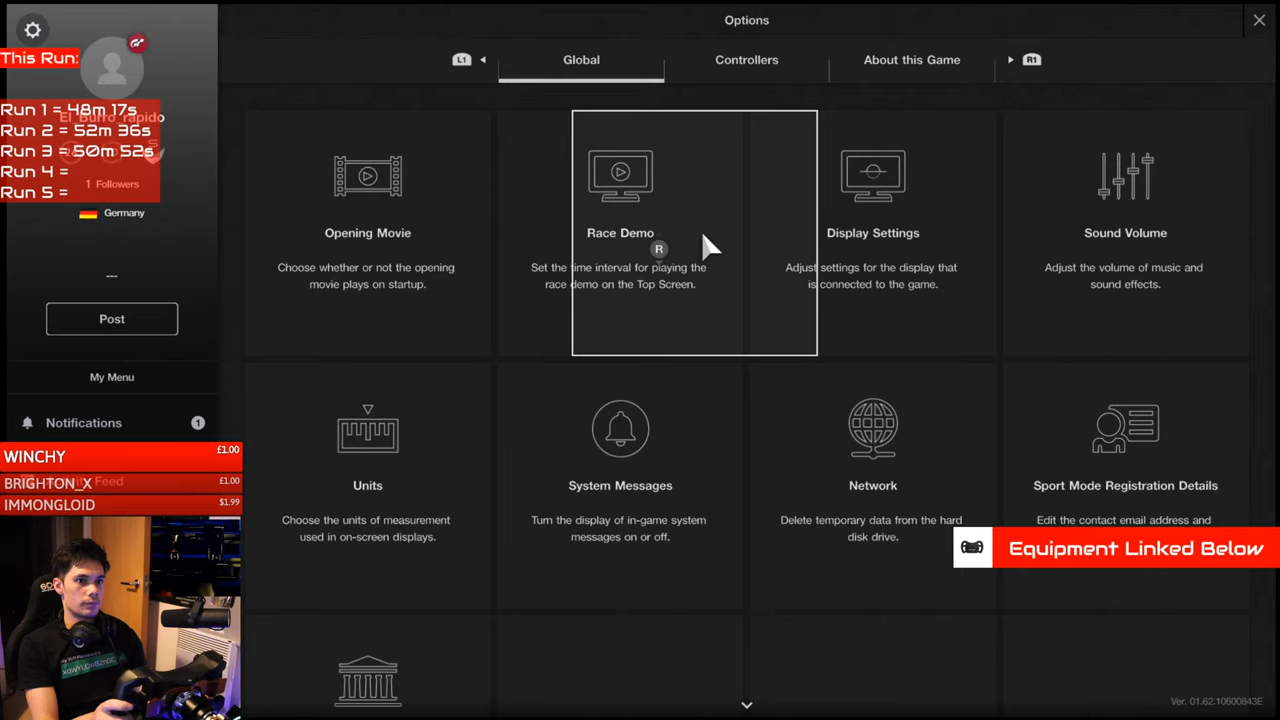 Options
L1
Global
Controllers
About this Game
R1
This Run:
Run 1 = 48m 17s
El_Burro_rapido
Run 2 = 52m 36s
Run 3 = 50m 52s
Run 4 =
Run 5 =
1 Followers
Germany
---
Post
My Menu
Notifications
1
WINCHY
£1.00
BRIGHTON_X
£1.00
Feed
IMMONGLOID
$1.99
Opening Movie
Choose whether or not the opening
movie plays on startup.
Race Demo
R
Set the time interval for playing the
race demo on the Top Screen.
Display Settings
Adjust settings for the display that
is connected to the game.
Sound Volume
Adjust the volume of music and
sound effects.
Units
Choose the units of measurement
used in on-screen displays.
System Messages
Turn the display of in-game system
messages on or off.
Network
Delete temporary data from the hard
disk drive.
Sport Mode Registration Details
Edit the contact email address and
Equipment Linked Below
Ver. 01.62.10600843E